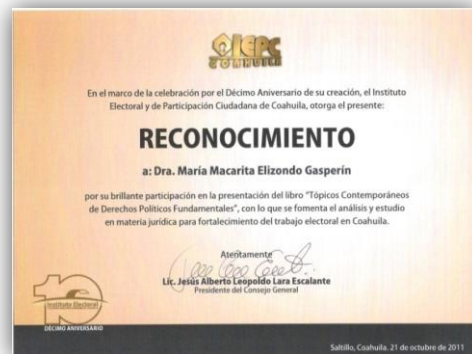 IEPC
COAHUILA
En el marco de la celebración por el Décimo Aniversario de su creación, el Instituto
Electoral y de Participación Ciudadana de Coahuila, otorga el presente:
RECONOCIMIENTO
a: Dra. María Macarita Elizondo Gasperín
por su brillante participación en la presentación del libro "Tópicos Contemporáneos
de Derechos Políticos Fundamentales", con lo que se fomenta el análisis y estudio
en materia jurídica para fortalecimiento del trabajo electoral en Coahuila.
Atentamente
Lic. Jesús Alberto Leopoldo Lara Escalante
Presidente del Consejo General
10
Instituto Electoral
DÉCIMO ANIVERSARIO
Saltillo, Coahuila. 21 de octubre de 2011